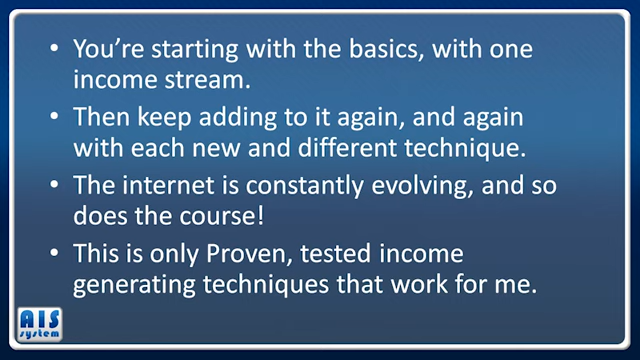 • You’re starting with the basics, with one
income stream.
• Then keep adding to it again, and again
with each new and different technique.
• The internet is constantly evolving, and so
does the course!
• This is only Proven, tested income
generating techniques that work for me.
AIS
system